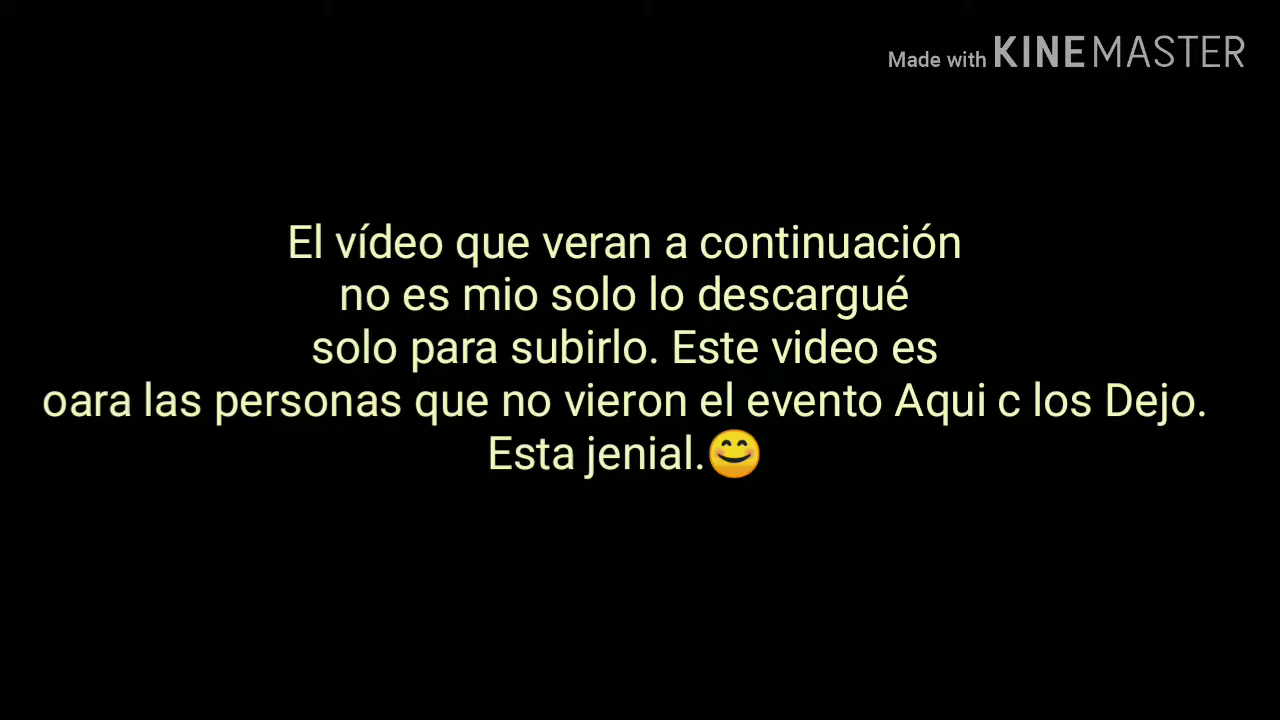 Made with KINEMASTER
El vídeo que veran a continuación
no es mio solo lo descargué
solo para subirlo. Este video es
oara las personas que no vieron el evento Aqui c los Dejo.
Esta jenial.😊